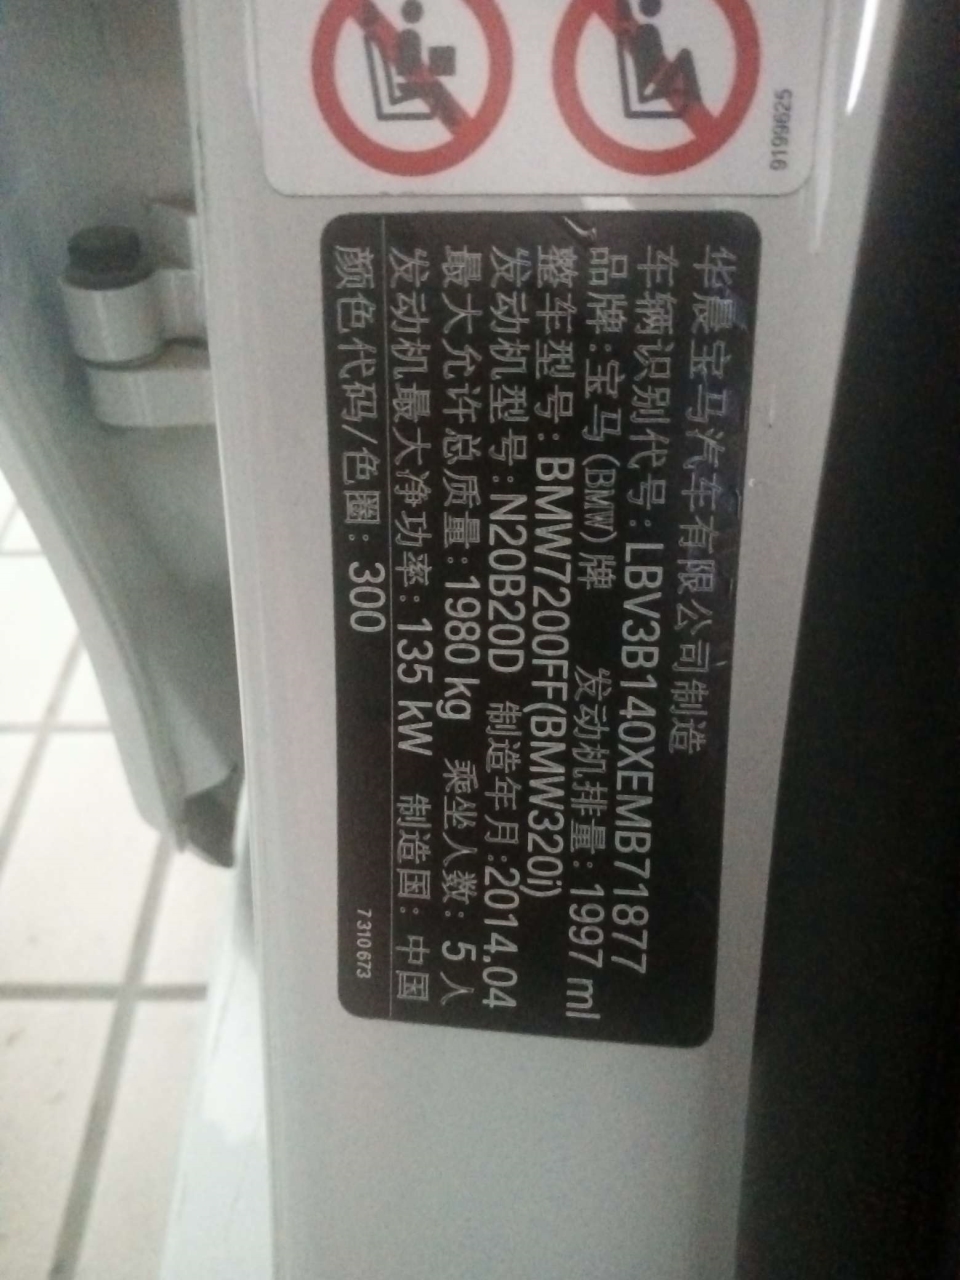 9199625
华晨宝马汽车有限公司制造
车辆识别代号:LBV3B140XEMB71877
品牌:宝马(BMW)牌 发动机排量:1997 ml
整车型号:BMW7200FF(BMW320i)
发动机型号:N20B20D 制造年月:2014.04
最大允许总质量:1980 kg 乘坐人数:5 人
发动机最大净功率:135 kW 制造国:中国
颜色代码/色圈:300
7310673